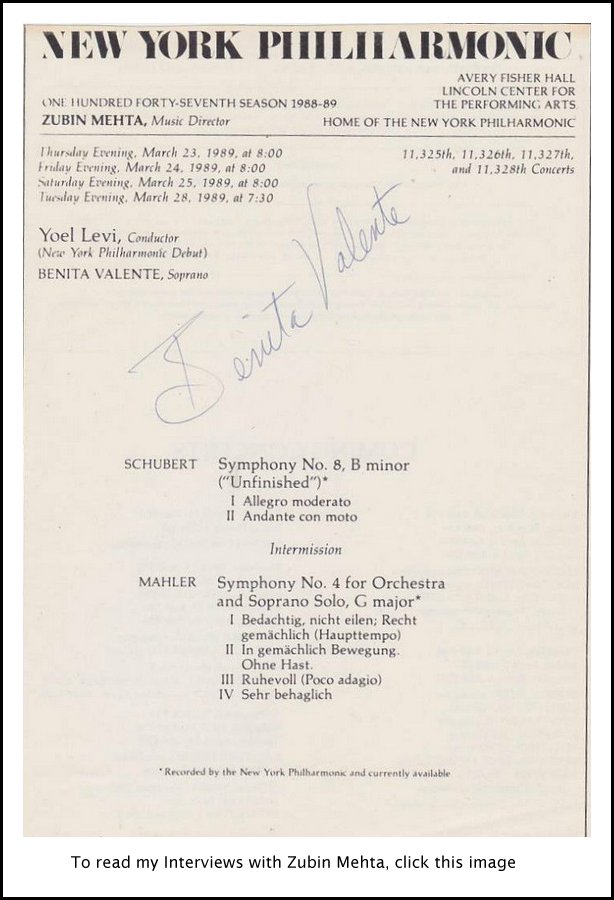 NEW YORK PHILHARMONIC
AVERY FISHER HALL
LINCOLN CENTER FOR
ONE HUNDRED FORTY-SEVENTH SEASON 1988-89 THE PERFORMING ARTS
ZUBIN MEHTA, Music Director HOME OF THE NEW YORK PHILHARMONIC
Thursday Evening, March 23, 1989, at 8:00 11,325th, 11,326th, 11,327th,
Friday Evening, March 24, 1989, at 8:00 and 11,328th Concerts
Saturday Evening, March 25, 1989, at 8:00
Tuesday Evening, March 28, 1989, at 7:30
Yoel Levi, Conductor
(New York Philharmonic Debut)
BENITA VALENTE, Soprano
Benita Valente
SCHUBERT Symphony No. 8, B minor
("Unfinished")*
I Allegro moderato
II Andante con moto
Intermission
MAHLER Symphony No. 4 for Orchestra
and Soprano Solo, G major*
I Bedachtig, nicht eilen; Recht
gemächlich (Haupttempo)
II In gemächlich Bewegung.
Ohne Hast.
III Ruhevoll (Poco adagio)
IV Sehr behaglich
*Recorded by the New York Philharmonic and currently available
To read my Interviews with Zubin Mehta, click this image